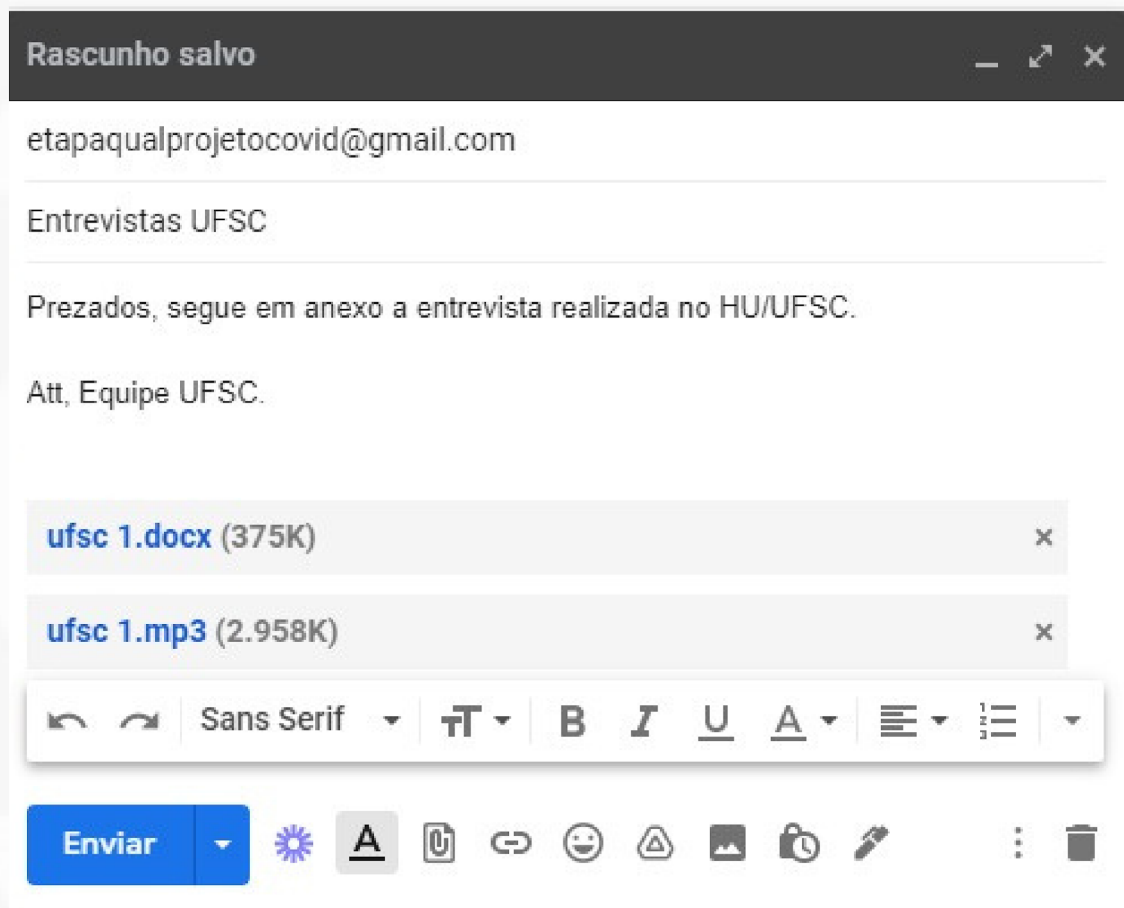 Rascunho salvo
etapaqualprojetocovid@gmail.com
Entrevistas UFSC
Prezados, segue em anexo a entrevista realizada no HU/UFSC.
Att, Equipe UFSC.
ufsc 1.docx (375K)
ufsc 1.mp3 (2.958K)
Sans Serif
Enviar